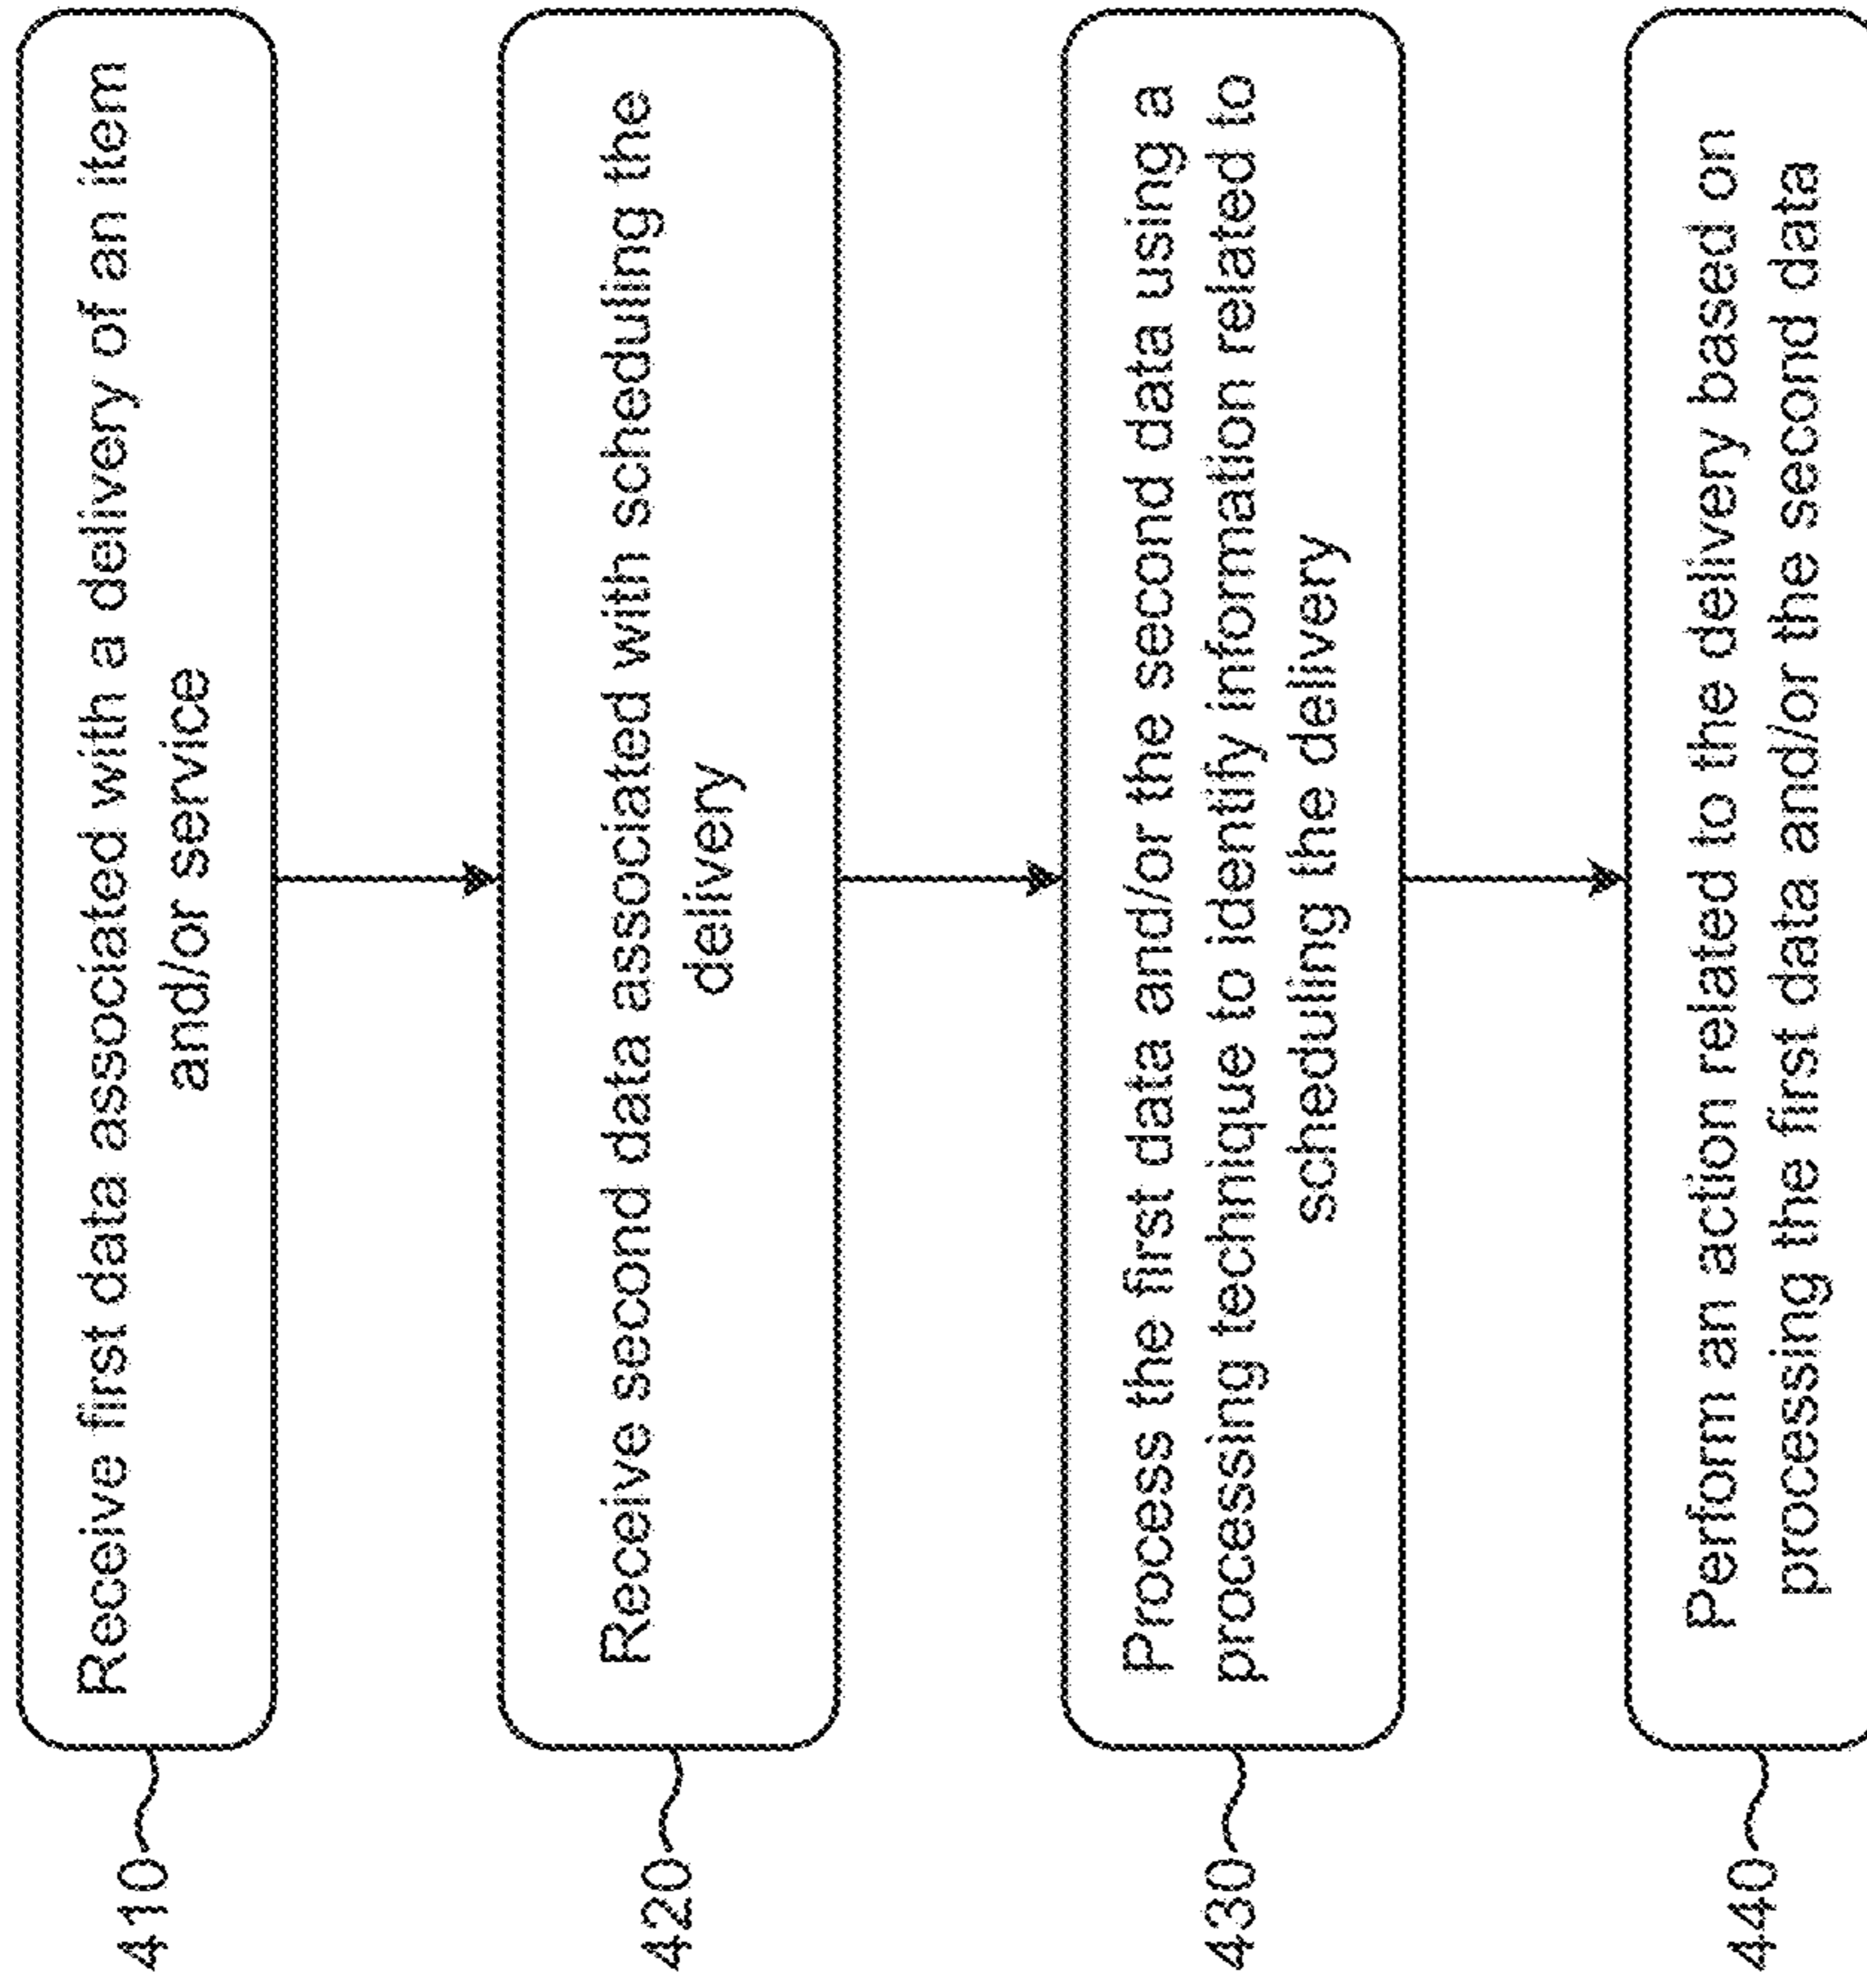 410
Receive first data associated with a delivery of an item
and/or service
420
Receive second data associated with scheduling the
delivery
430
Process the first data and/or the second data using a
processing technique to identify information related to
scheduling the delivery
440
Perform an action related to the delivery based on
processing the first data and/or the second data